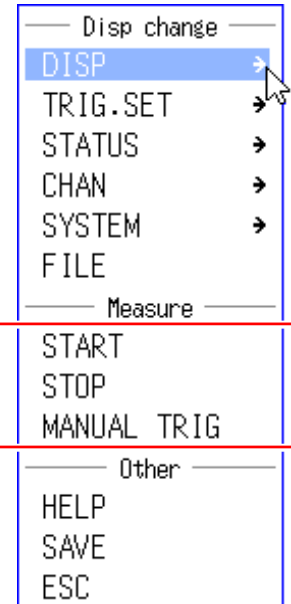 Disp change
DISP
TRIG.SET
STATUS
CHAN
SYSTEM
FILE
Measure
START
STOP
MANUAL TRIG
Other
HELP
SAVE
ESC